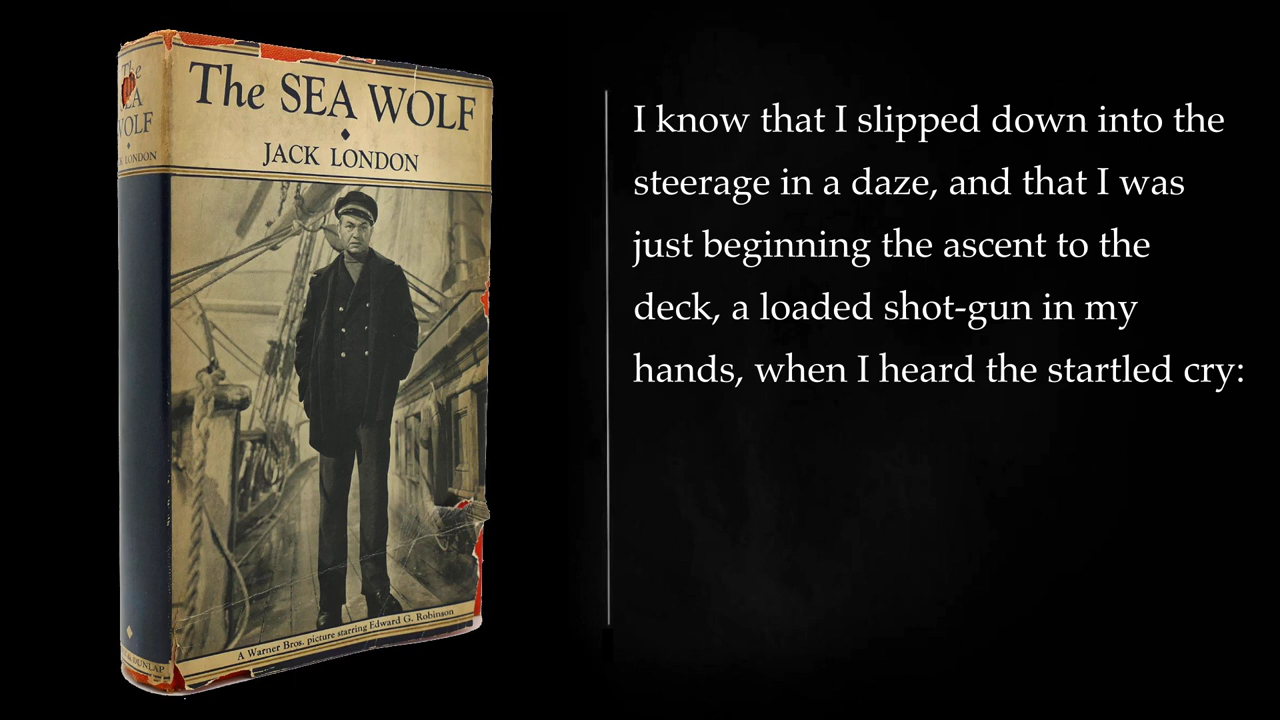 The
SEA
WOLF
LONDON
DUNLAP
The SEA WOLF
JACK LONDON
A Warner Bros. picture starring Edward G. Robinson
I know that I slipped down into the
steerage in a daze, and that I was
just beginning the ascent to the
deck, a loaded shot-gun in my
hands, when I heard the startled cry: